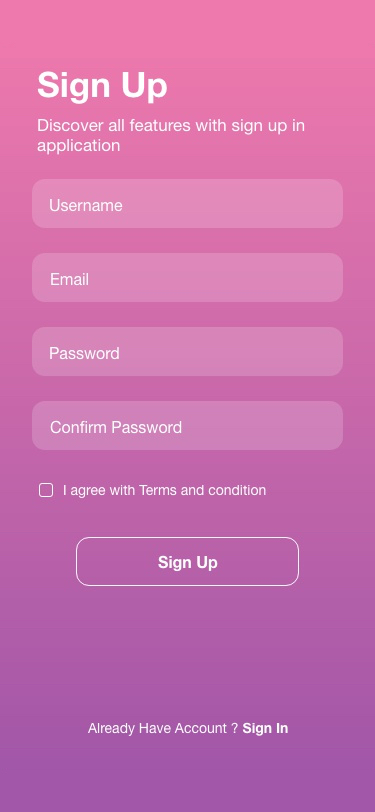 Sign Up
Discover all features with sign up in
application
Username
Email
Password
Confirm Password
I agree with Terms and condition
Sign Up
Already Have Account ? Sign In